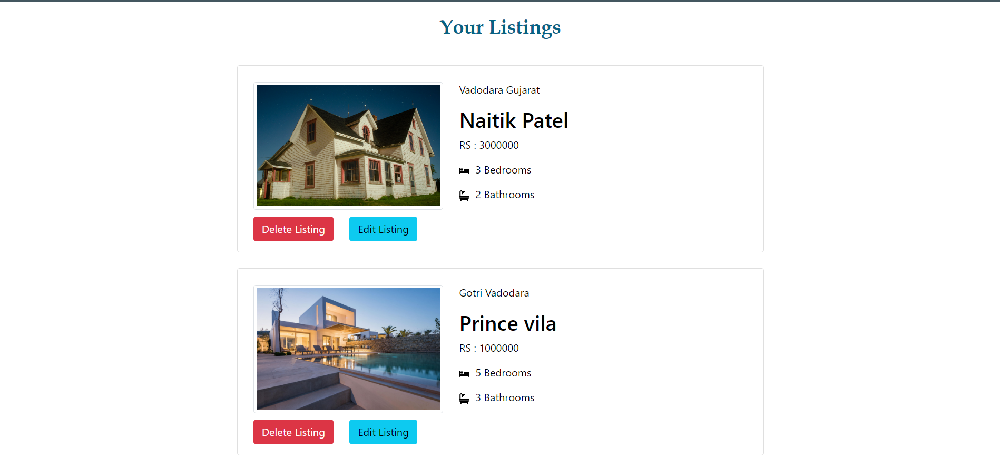 Your Listings
Vadodara Gujarat
Naitik Patel
RS : 3000000
3 Bedrooms
2 Bathrooms
Delete Listing
Edit Listing
Gotri Vadodara
Prince vila
RS : 1000000
5 Bedrooms
3 Bathrooms
Delete Listing
Edit Listing